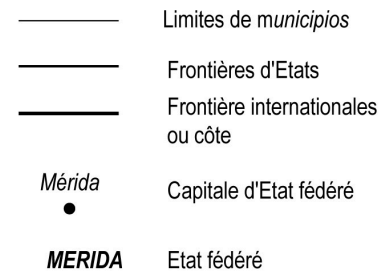 Limites de municipios
Frontières d'Etats
Frontière internationales
ou côte
Mérida
Capitale d'Etat fédéré
MERIDA Etat fédéré